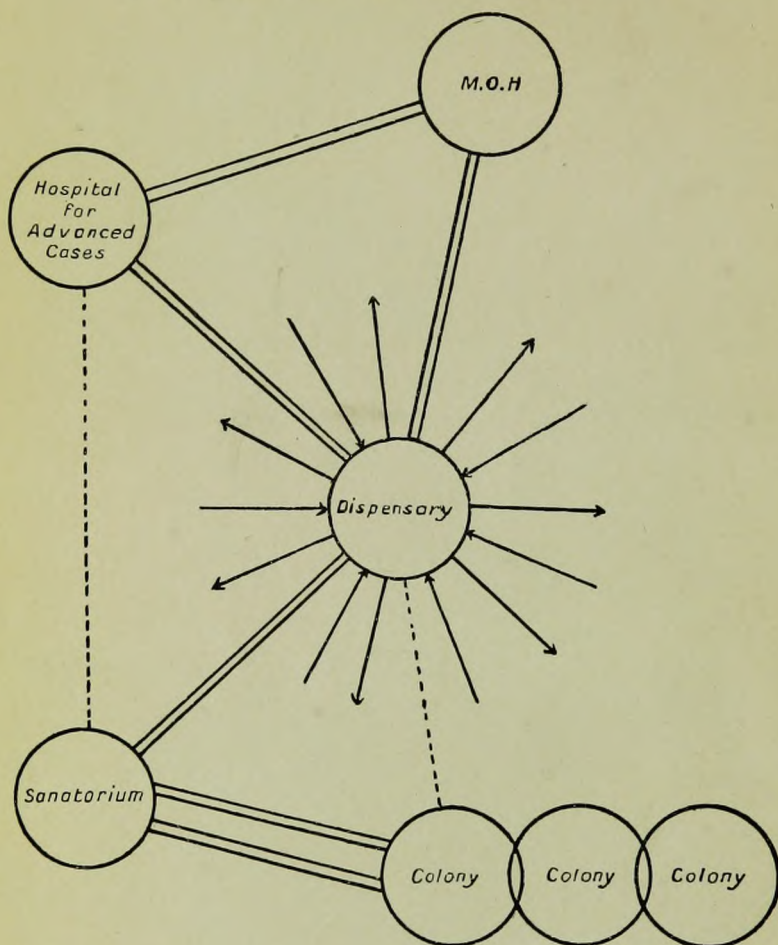 M.O.H
Hospital
for
Advanced
Cases
Dispensary
Sanatorium
Colony
Colony
Colony